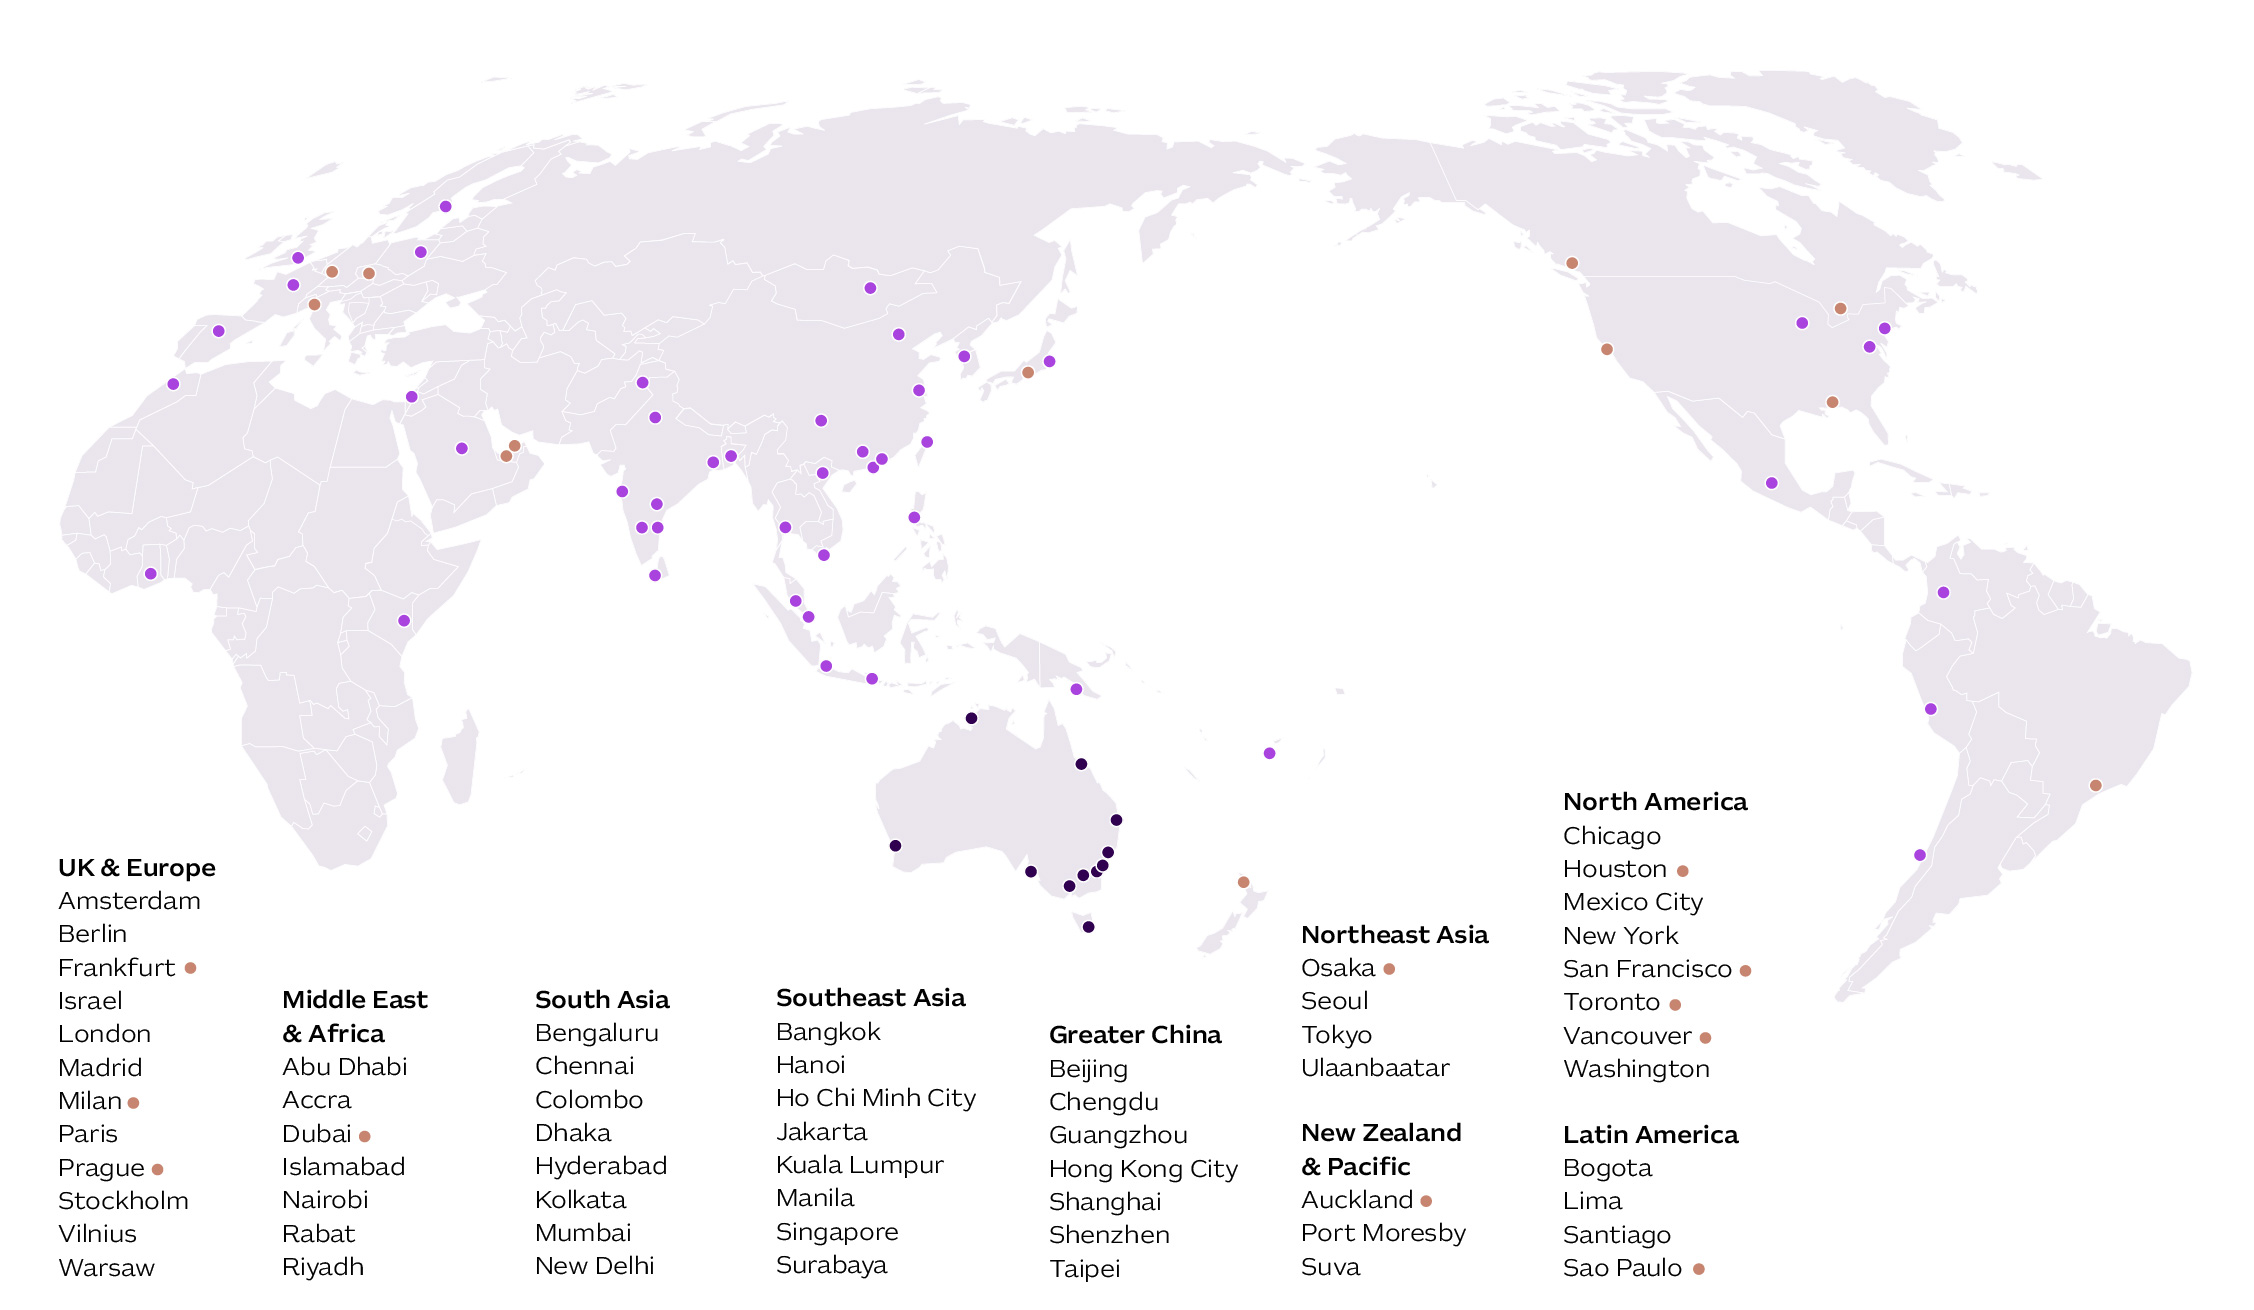 UK & Europe
Amsterdam
Berlin
Frankfurt
Israel
London
Madrid
Milan
Paris
Prague
Stockholm
Vilnius
Warsaw
Middle East
& Africa
Abu Dhabi
Accra
Dubai
Islamabad
Nairobi
Rabat
Riyadh
South Asia
Bengaluru
Chennai
Colombo
Dhaka
Hyderabad
Kolkata
Mumbai
New Delhi
Southeast Asia
Bangkok
Hanoi
Ho Chi Minh City
Jakarta
Kuala Lumpur
Manila
Singapore
Surabaya
Greater China
Beijing
Chengdu
Guangzhou
Hong Kong City
Shanghai
Shenzhen
Taipei
Northeast Asia
Osaka
Seoul
Tokyo
Ulaanbaatar
New Zealand
& Pacific
Auckland
Port Moresby
Suva
North America
Chicago
Houston
Mexico City
New York
San Francisco
Toronto
Vancouver
Washington
Latin America
Bogota
Lima
Santiago
Sao Paulo